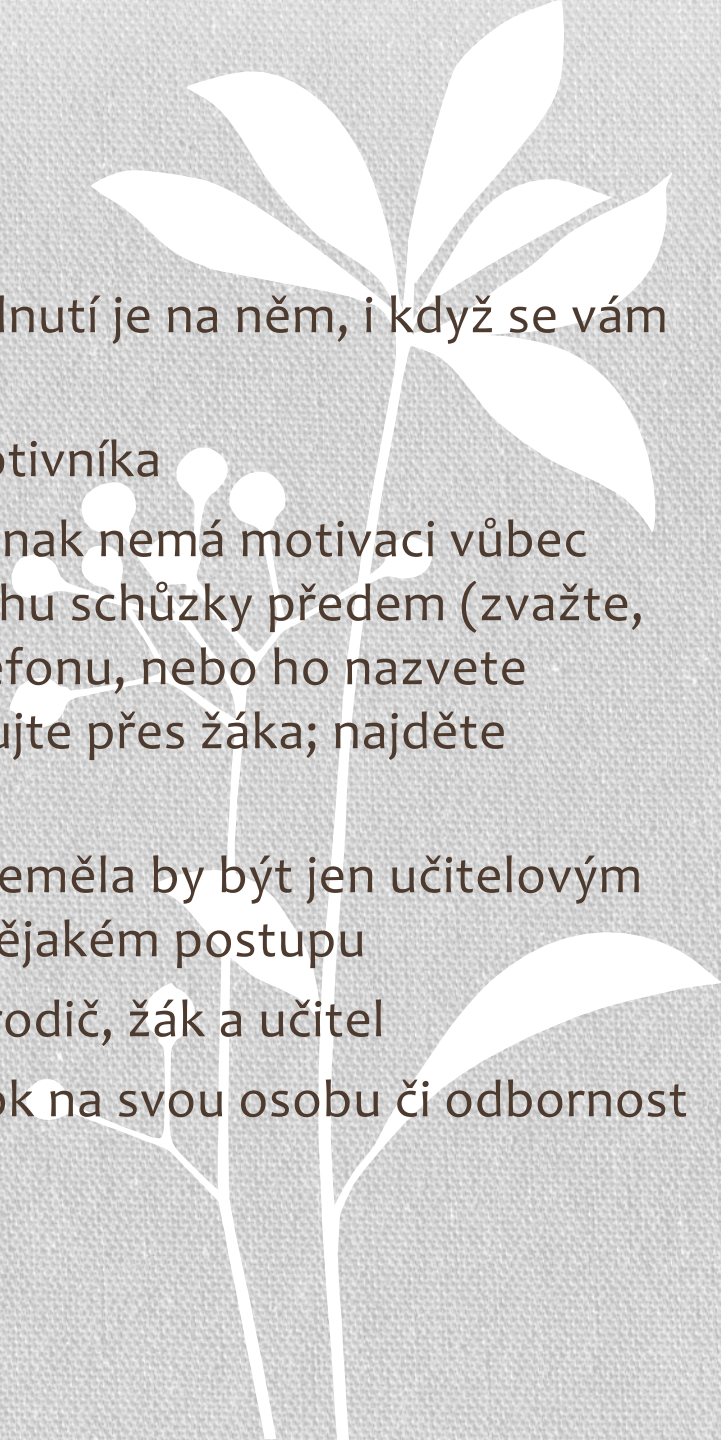 lnutí je na něm, i když se vám
otivníka
nak nemá motivaci vůbec
hu schůzky předem (zvažte,
efonu, nebo ho nazvete
ujte přes žáka; najděte
eměla by být jen učitelovým
ějakém postupu
rodič, žák a učitel
ok na svou osobu či odbornost